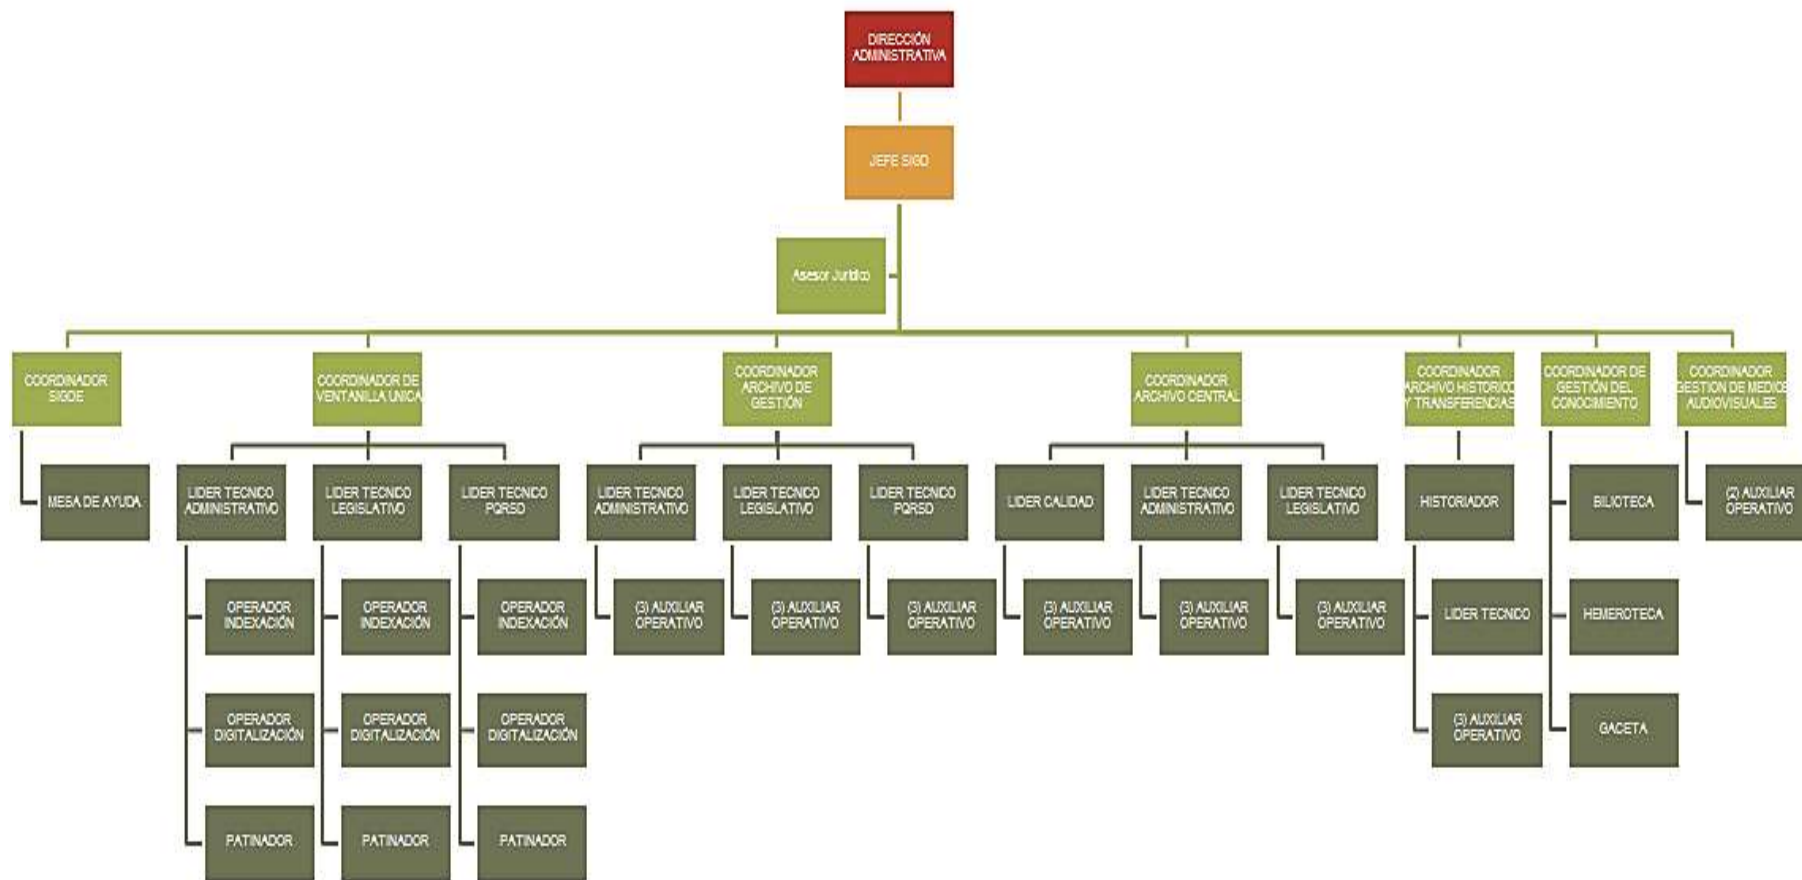 DIRECCIÓN
ADMINISTRATIVA
JEFE SIGD
Asesor Jurídico
COORDINADOR
SIGDE
COORDINADOR DE
VENTANILLA UNICA
COORDINADOR
ARCHIVO DE
GESTIÓN
COORDINADOR
ARCHIVO CENTRAL
COORDINADOR
ARCHIVO HISTORICO
Y TRANSFERENCIAS
COORDINADOR DE
GESTIÓN DEL
CONOCIMIENTO
COORDINADOR
GESTION DE MEDIOS
AUDIOVISUALES
MESA DE AYUDA
LIDER TECNICO
ADMINISTRATIVO
LIDER TECNICO
LEGISLATIVO
LIDER TECNICO
PQRSD
LIDER TECNICO
ADMINISTRATIVO
LIDER TECNICO
LEGISLATIVO
LIDER TECNICO
PQRSD
LIDER CALIDAD
LIDER TECNICO
ADMINISTRATIVO
LIDER TECNICO
LEGISLATIVO
HISTORIADOR
BILIOTECA
(2) AUXILIAR
OPERATIVO
OPERADOR
INDEXACIÓN
OPERADOR
INDEXACIÓN
OPERADOR
INDEXACIÓN
(3) AUXILIAR
OPERATIVO
(3) AUXILIAR
OPERATIVO
(3) AUXILIAR
OPERATIVO
(3) AUXILIAR
OPERATIVO
(3) AUXILIAR
OPERATIVO
(3) AUXILIAR
OPERATIVO
LIDER TECNICO
HEMEROTECA
OPERADOR
DIGITALIZACIÓN
OPERADOR
DIGITALIZACIÓN
OPERADOR
DIGITALIZACIÓN
(3) AUXILIAR
OPERATIVO
GACETA
PATINADOR
PATINADOR
PATINADOR